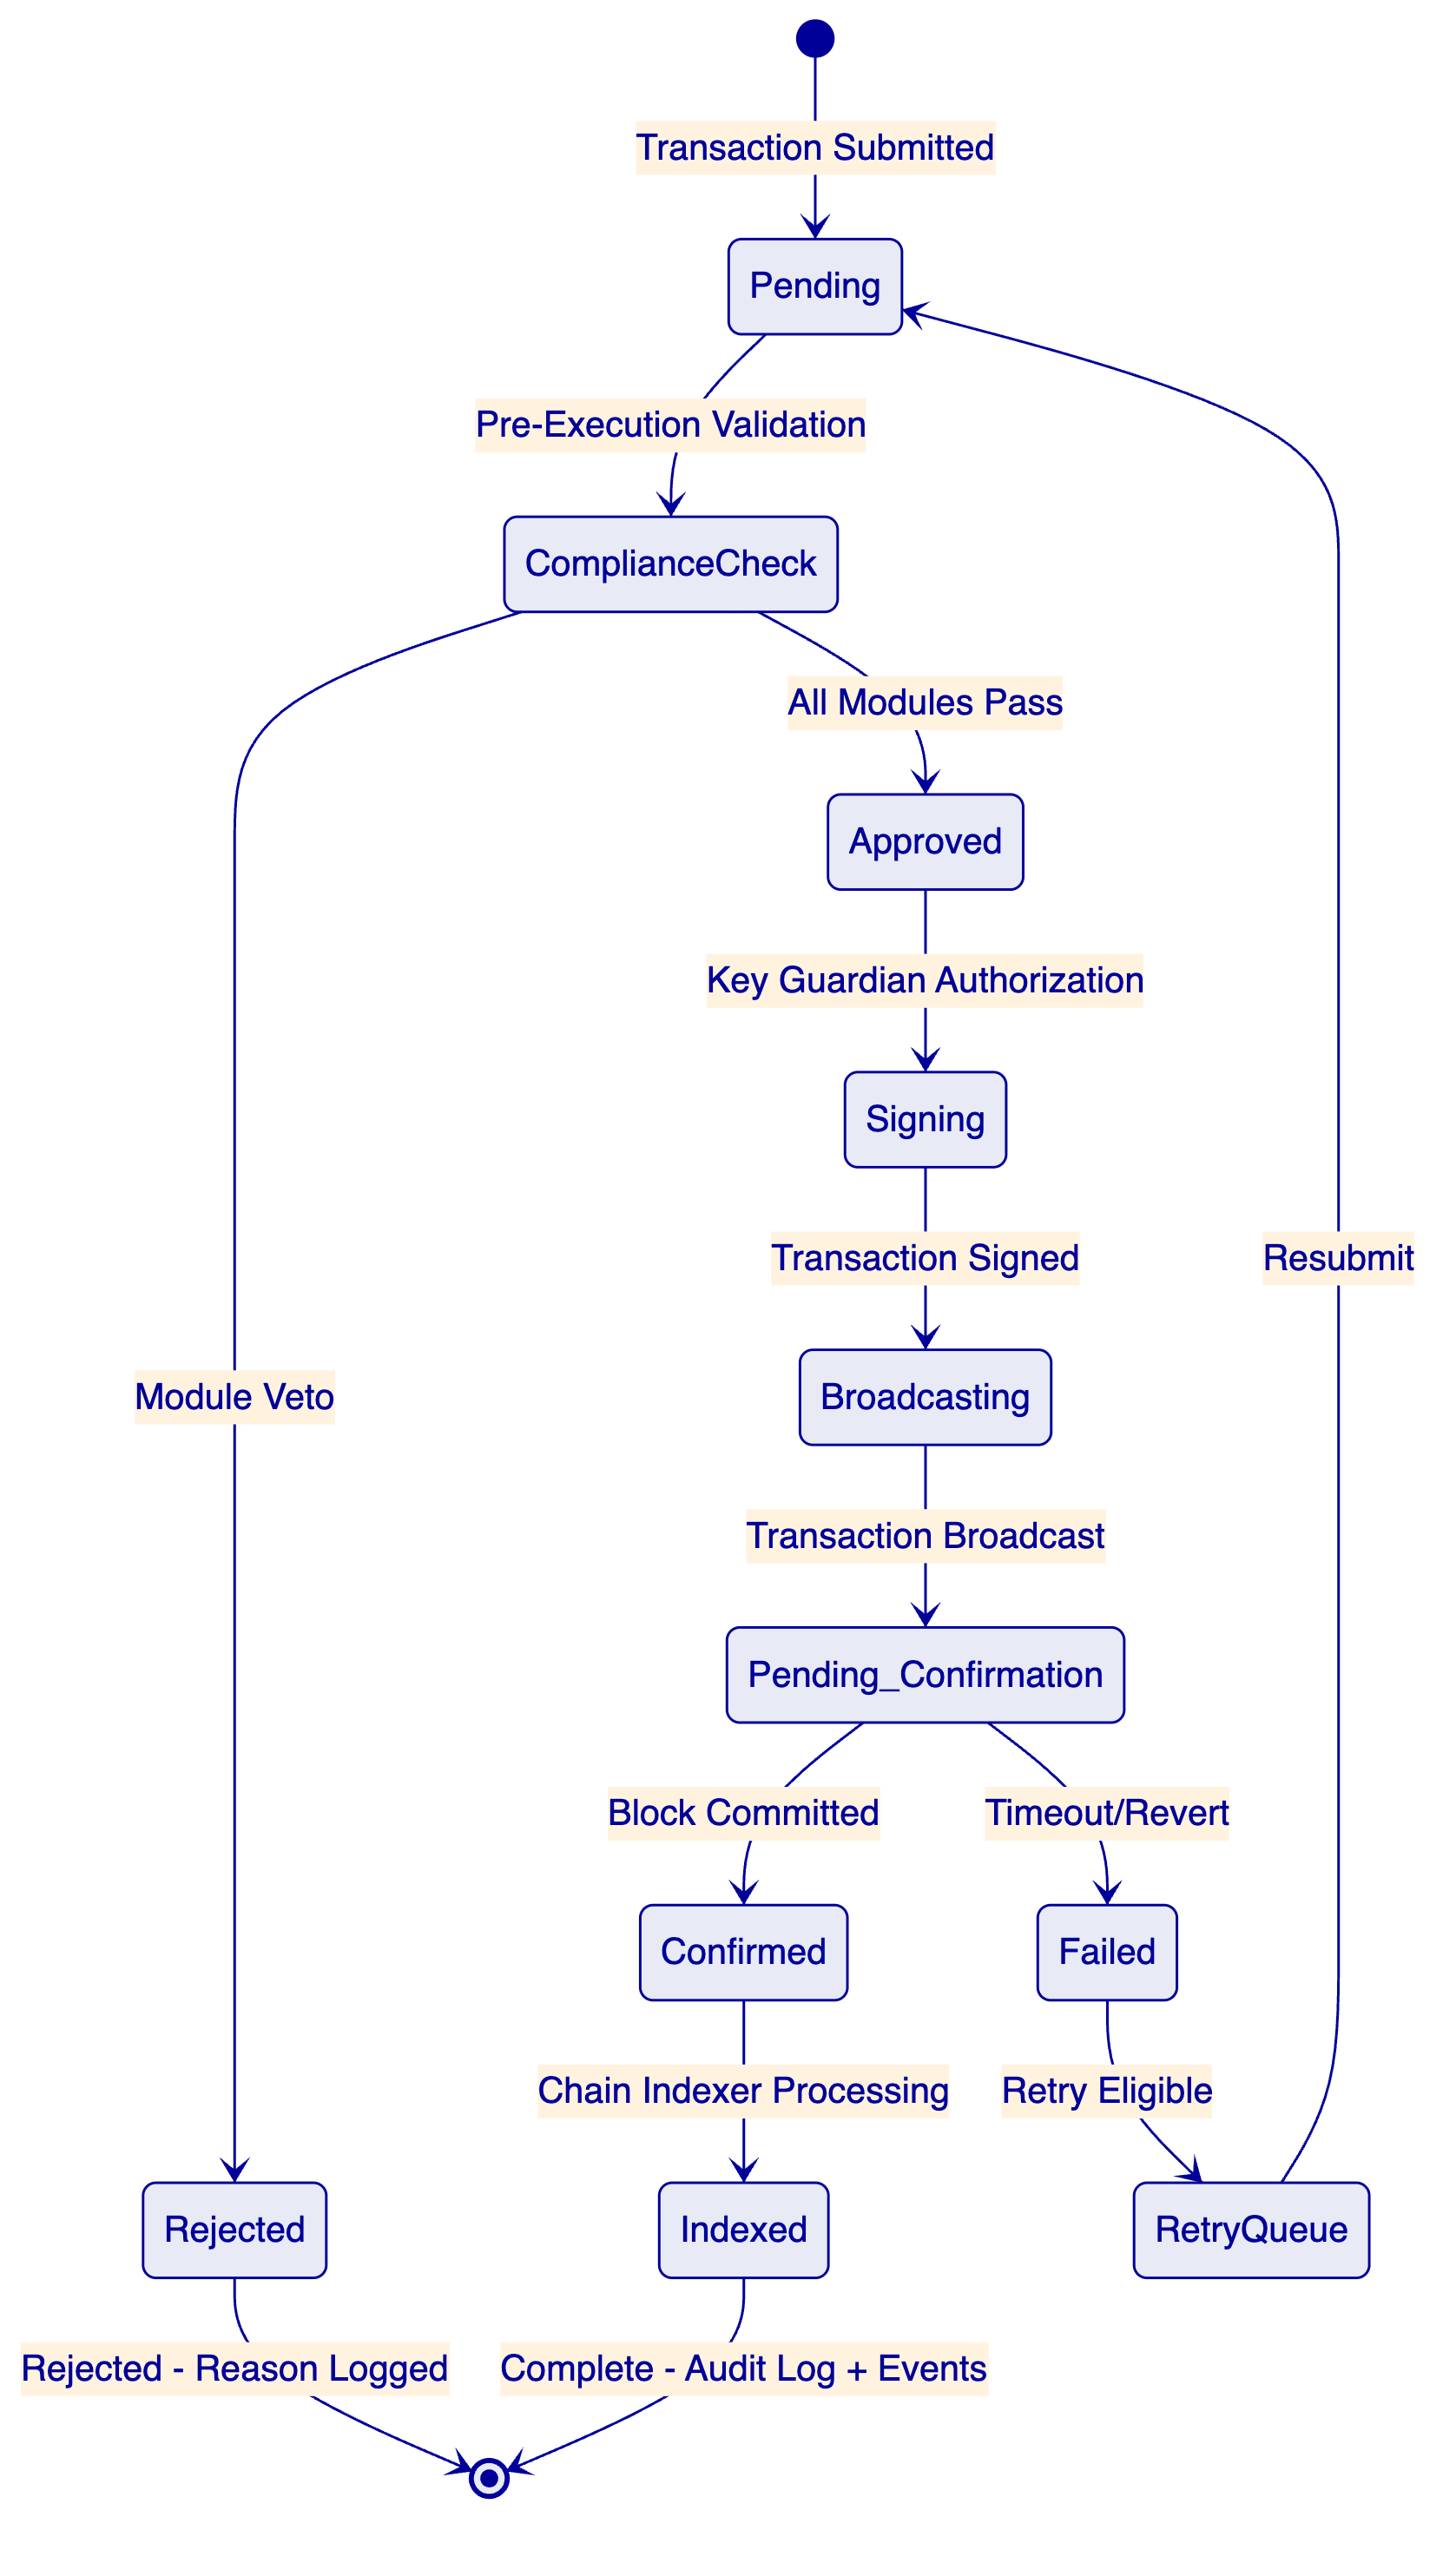 Transaction Submitted
Pending
Pre-Execution Validation
ComplianceCheck
All Modules Pass
Approved
Key Guardian Authorization
Signing
Transaction Signed
Resubmit
Broadcasting
Module Veto
Transaction Broadcast
Pending_Confirmation
Block Committed
Timeout/Revert
Confirmed
Failed
Chain Indexer Processing
Retry Eligible
Rejected
Indexed
RetryQueue
Rejected - Reason Logged
Complete - Audit Log + Events